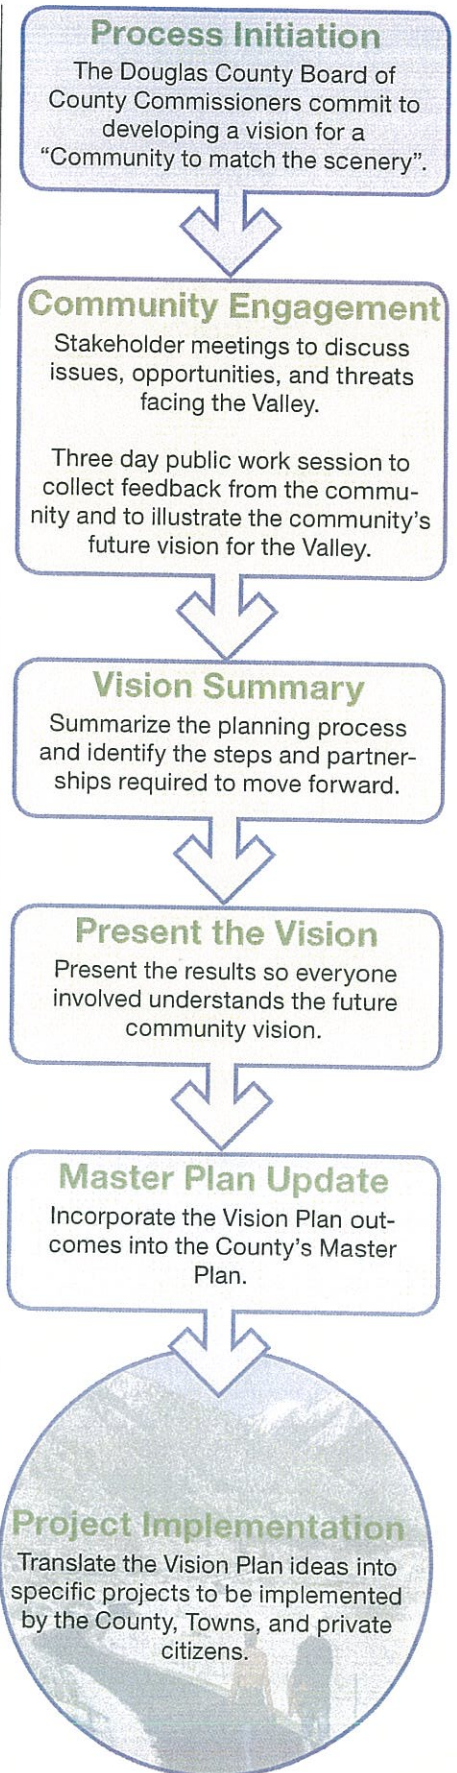 Process Initiation
The Douglas County Board of
County Commissioners commit to
developing a vision for a
“Community to match the scenery”.
Community Engagement
Stakeholder meetings to discuss
issues, opportunities, and threats
facing the Valley.
Three day public work session to
collect feedback from the commu-
nity and to illustrate the community’s
future vision for the Valley.
Vision Summary
Summarize the planning process
and identify the steps and partner-
ships required to move forward.
Present the Vision
Present the results so everyone
involved understands the future
community vision.
Master Plan Update
Incorporate the Vision Plan out-
comes into the County’s Master
Plan.
Project Implementation
Translate the Vision Plan ideas into
specific projects to be implemented
by the County, Towns, and private
citizens.